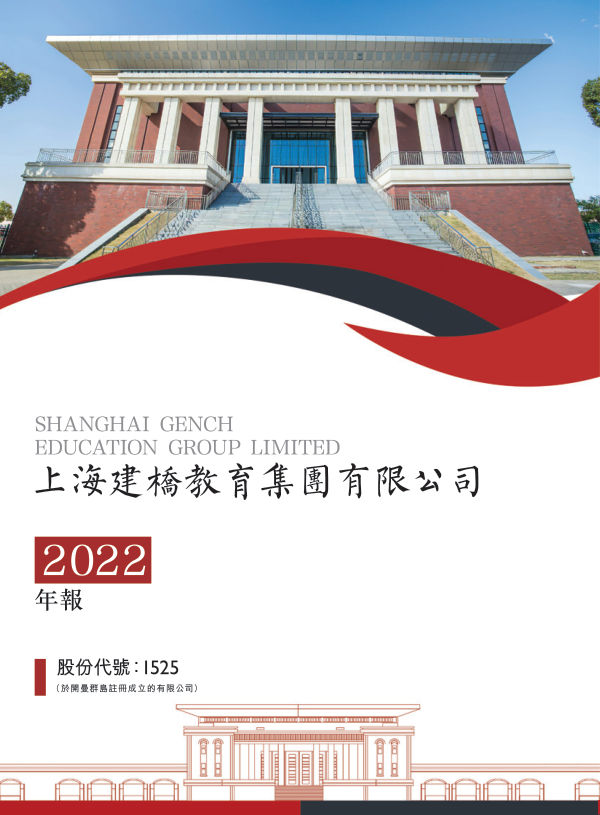 SHANGHAI GENCH
EDUCATION GROUP LIMITED
上海建橋教育集團有限公司
2022
年報
股份代號：1525
（於開曼群島註冊成立的有限公司）